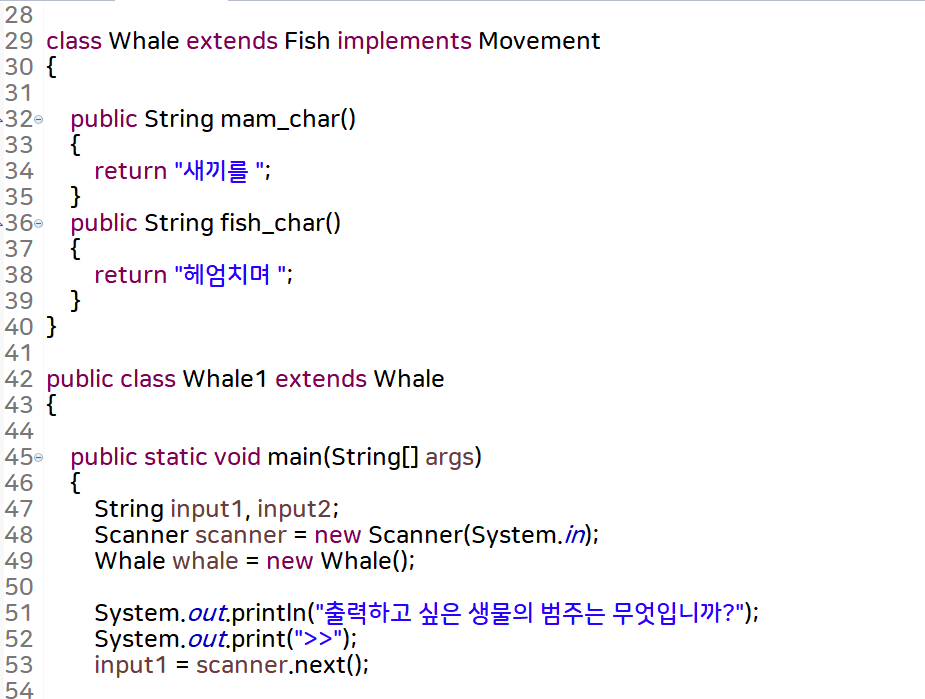 28
29 class Whale extends Fish implements Movement
30 {
31
32 public String mam_char()
33 {
34 return "새끼를 ";
35 }
36 public String fish_char()
37 {
38 return "헤엄치며 ";
39 }
40 }
41
42 public class Whale1 extends Whale
43 {
44
45 public static void main(String[] args)
46 {
47 String input1, input2;
48 Scanner scanner = new Scanner(System.in);
49 Whale whale = new Whale();
50
51 System.out.println("출력하고 싶은 생물의 범주는 무엇입니까?");
52 System.out.print(">>");
53 input1 = scanner.next();
54